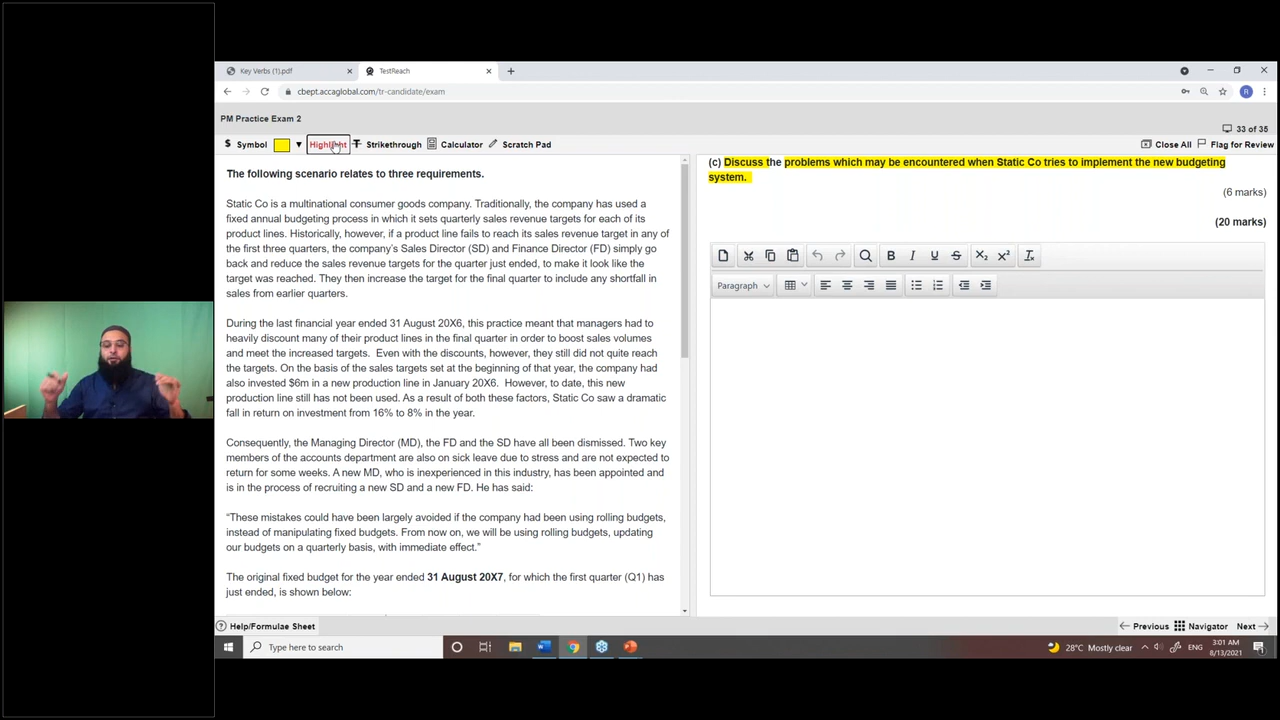 Key Verbs (1).pdf
TestReach
cbept.accaglobal.com/tr-candidate/exam
R
PM Practice Exam 2
33 of 35
$ Symbol
Highlight
Strikethrough
Calculator
Scratch Pad
Close All
Flag for Review
The following scenario relates to three requirements.
Static Co is a multinational consumer goods company. Traditionally, the company has used a
fixed annual budgeting process in which it sets quarterly sales revenue targets for each of its
product lines. Historically, however, if a product line fails to reach its sales revenue target in any of
the first three quarters, the company's Sales Director (SD) and Finance Director (FD) simply go
back and reduce the sales revenue targets for the quarter just ended, to make it look like the
target was reached. They then increase the target for the final quarter to include any shortfall in
sales from earlier quarters.
During the last financial year ended 31 August 20X6, this practice meant that managers had to
heavily discount many of their product lines in the final quarter in order to boost sales volumes
and meet the increased targets. Even with the discounts, however, they still did not quite reach
the targets. On the basis of the sales targets set at the beginning of that year, the company had
also invested $6m in a new production line in January 20X6. However, to date, this new
production line still has not been used. As a result of both these factors, Static Co saw a dramatic
fall in return on investment from 16% to 8% in the year.
Consequently, the Managing Director (MD), the FD and the SD have all been dismissed. Two key
members of the accounts department are also on sick leave due to stress and are not expected to
return for some weeks. A new MD, who is inexperienced in this industry, has been appointed and
is in the process of recruiting a new SD and a new FD. He has said:
“These mistakes could have been largely avoided if the company had been using rolling budgets,
instead of manipulating fixed budgets. From now on, we will be using rolling budgets, updating
our budgets on a quarterly basis, with immediate effect.”
The original fixed budget for the year ended 31 August 20X7, for which the first quarter (Q1) has
just ended, is shown below:
(c) Discuss the problems which may be encountered when Static Co tries to implement the new budgeting
system.
(6 marks)
(20 marks)
B I U S X₂ X² Tx
Paragraph
Help/Formulae Sheet
Previous
Navigator
Next
Type here to search
28°C Mostly clear
ENG
3:01 AM
8/13/2021